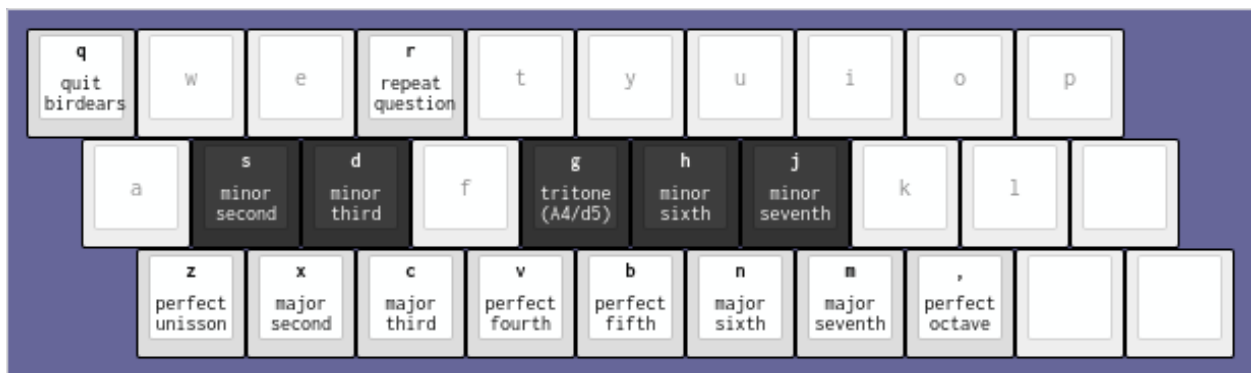 q
quit
birdears
w
e
r
repeat
question
t
y
u
i
o
p
a
s
minor
second
d
minor
third
f
g
tritone
(A4/d5)
h
minor
sixth
j
minor
seventh
k
l
z
perfect
unisson
x
major
second
c
major
third
v
perfect
fourth
b
perfect
fifth
n
major
sixth
m
major
seventh
,
perfect
octave